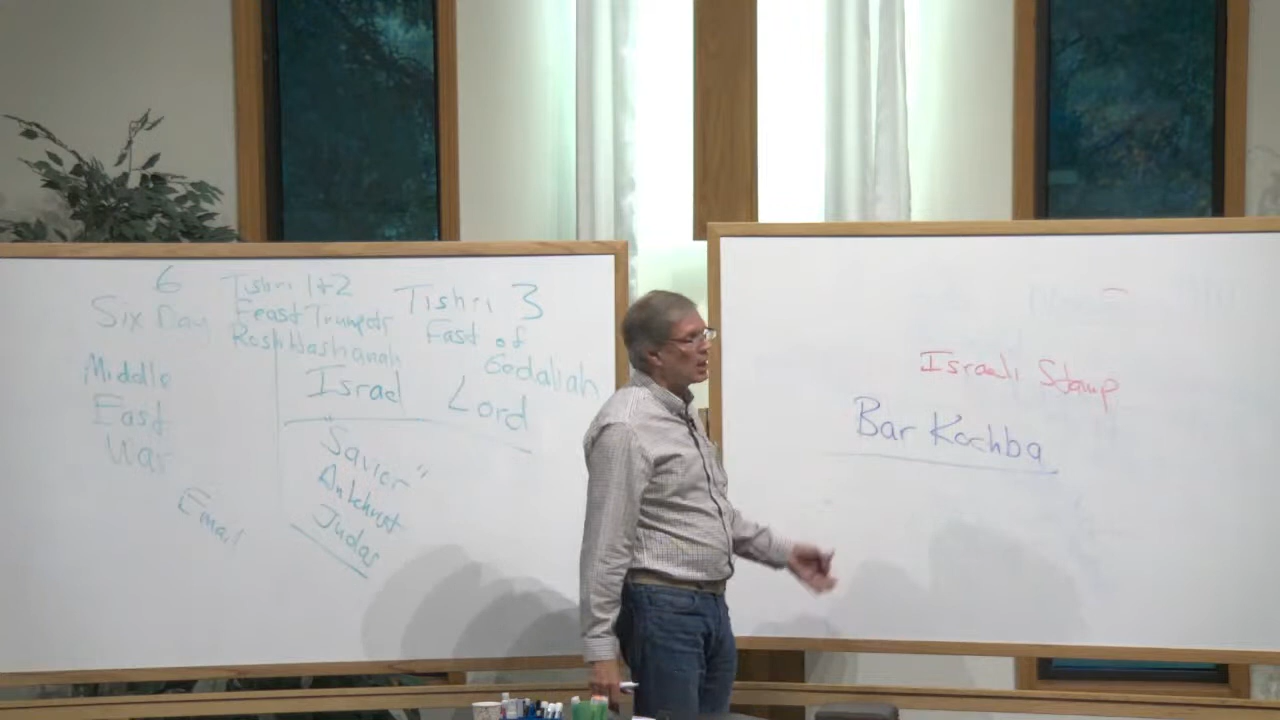 6
Six Day
Middle
East
War
Email
Tishri 1+2
Feast Trumpets
Rosh Hashanah
Israel
"Savior"
Antichrist
Judas
Tishri 3
Fast of
Gedaliah
Lord
Israeli Stamp
Bar Kochba